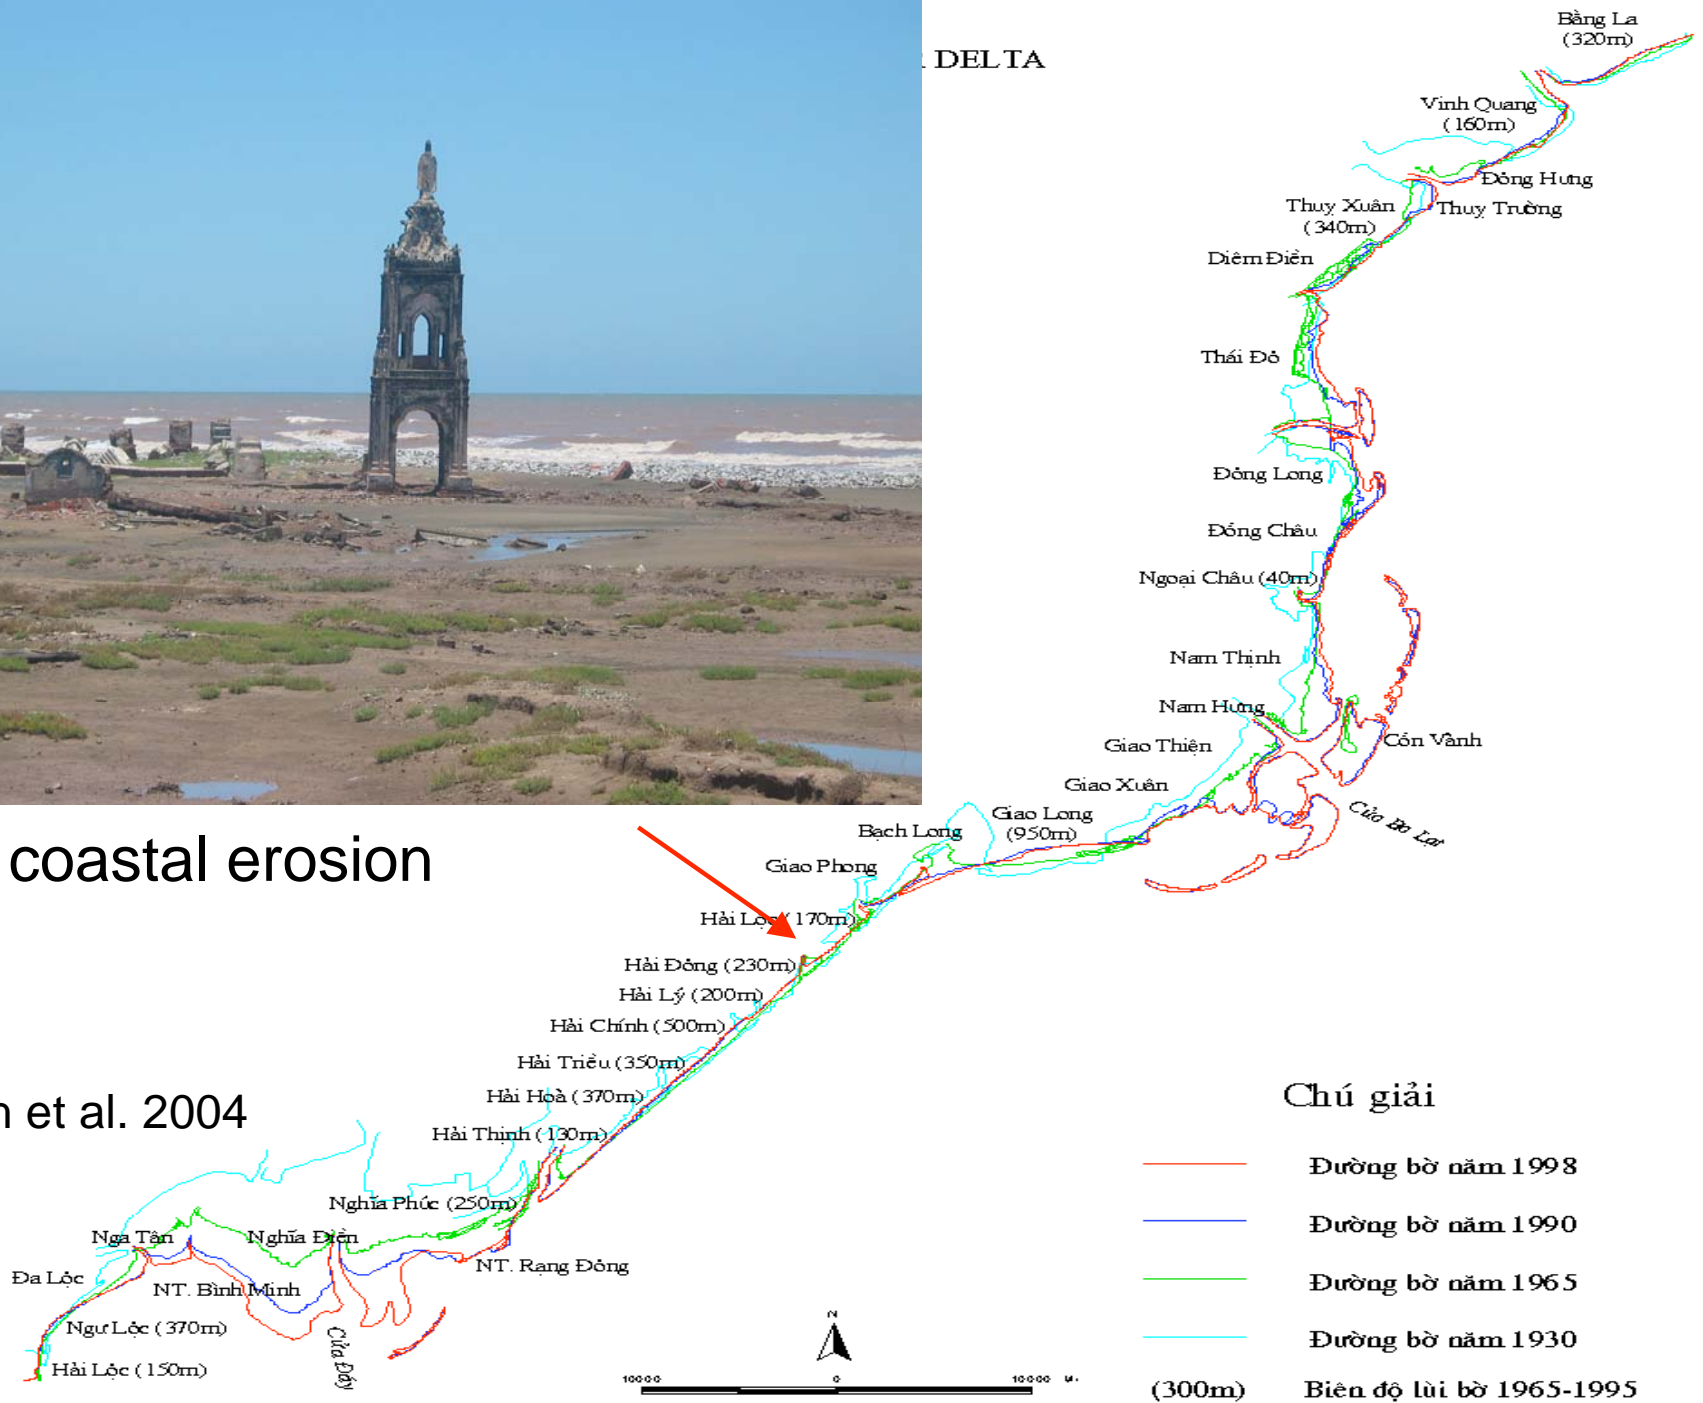 DELTA
Bằng La
(320m)
Vinh Quang
(160m)
Đông Hưng
Thuỵ Xuân
(340m)
Thuỵ Trường
Diêm Điền
Thái Đô
Đông Long
Đồng Châu
Ngoại Châu (40m)
Nam Thịnh
Nam Hưng
Giao Thiện
Cồn Vành
Giao Xuân
Cửa Ba Lạt
Giao Long
(950m)
Bạch Long
Giao Phong
coastal erosion
Hải Lộc (170m)
Hải Đông (230m)
Hải Lý (200m)
Hải Chính (500m)
Hải Triều (350m)
Hải Hoà (370m)
et al. 2004
Hải Thịnh (130m)
Nghĩa Phúc (250m)
Nga Tân
Nghĩa Điền
NT. Rạng Đông
Đa Lộc
NT. Bình Minh
Ngư Lộc (370m)
Cửa Đáy
Hải Lộc (150m)
N
10000 0 10000
Chú giải
Đường bờ năm 1998
Đường bờ năm 1990
Đường bờ năm 1965
Đường bờ năm 1930
(300m) Biên độ lùi bờ 1965-1995